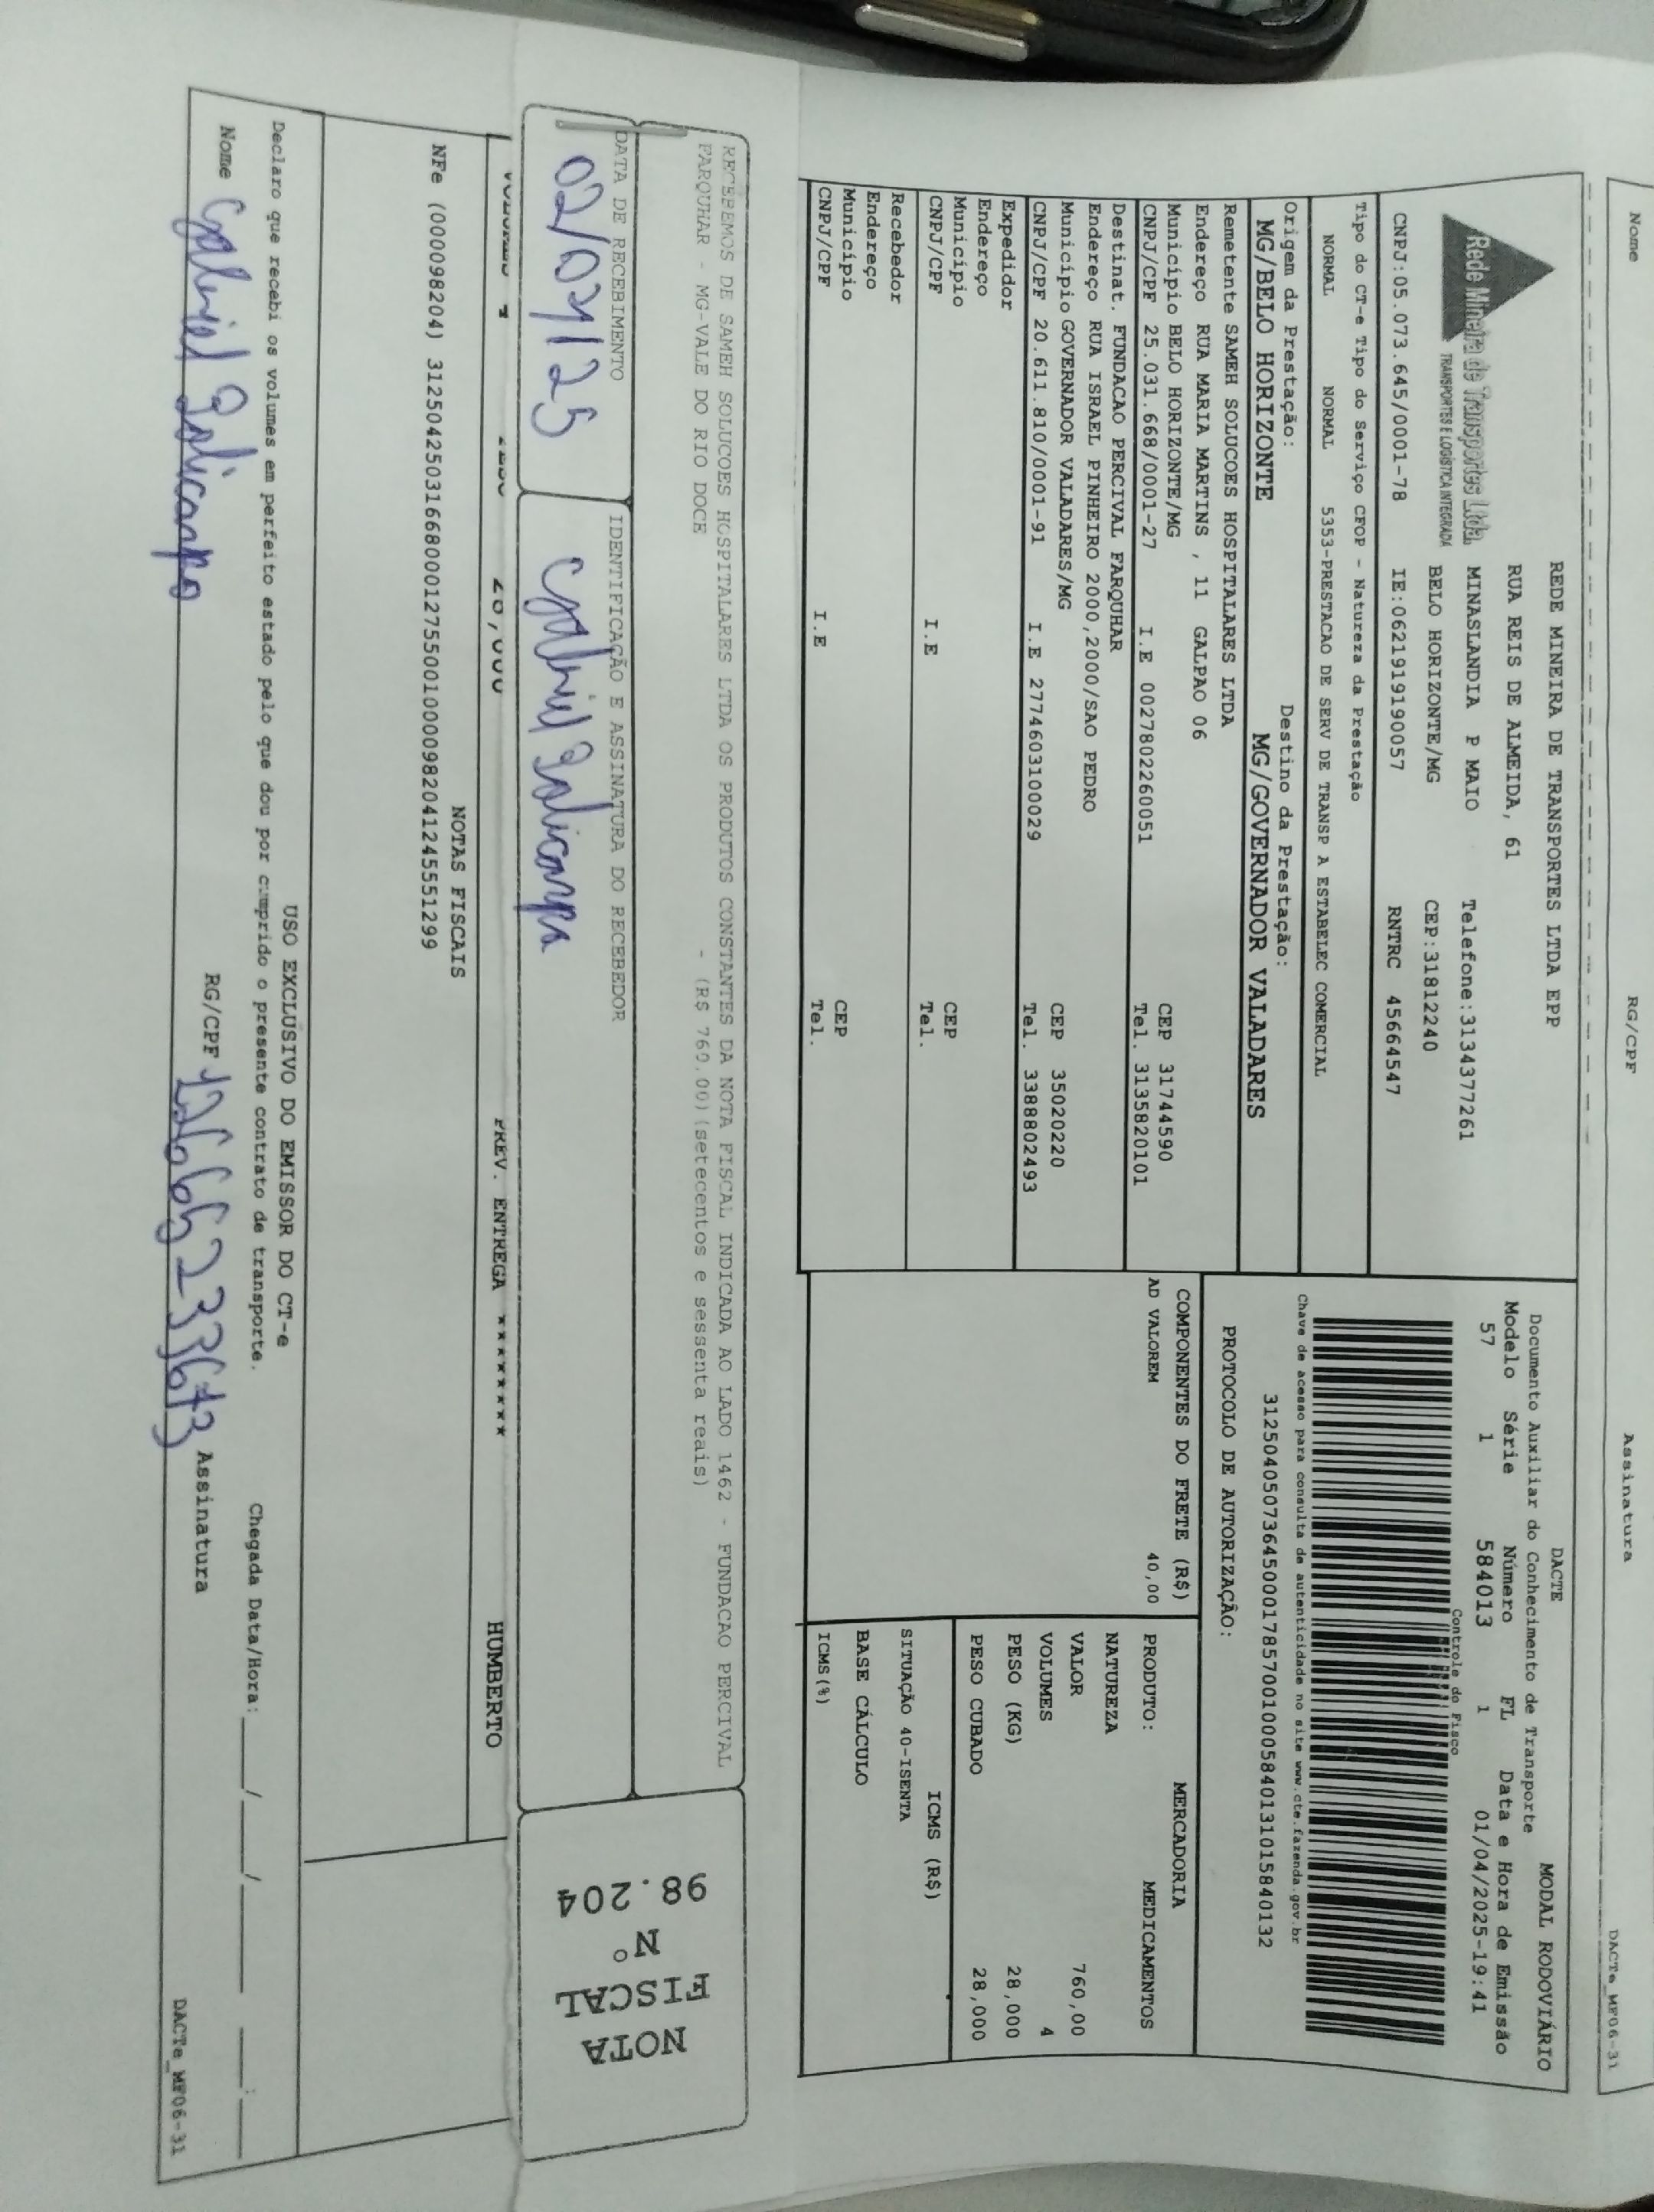 Nome RG/CPF Assinatura
DACTe_MF06-31
Rede Mineira de Transportes Ltda.
TRANSPORTES E LOGÍSTICA INTEGRADA
REDE MINEIRA DE TRANSPORTES LTDA EPP
RUA REIS DE ALMEIDA, 61
MINASLANDIA P MAIO Telefone:3134377261
BELO HORIZONTE/MG CEP:31812240
CNPJ:05.073.645/0001-78 IE:0621919190057 RNTRC 45664547
DACTE MODAL RODOVIÁRIO
Documento Auxiliar do Conhecimento de Transporte
Modelo Série Número FL Data e Hora de Emissão
57 1 584013 1 01/04/2025-19:41
Controle do Fisco
Chave de acesso para consulta de autenticidade no site www.cte.fazenda.gov.br
31250405073645000178570010005840131015840132
PROTOCOLO DE AUTORIZAÇÃO:
Tipo do CT-e Tipo do Serviço CFOP - Natureza da Prestação
NORMAL NORMAL 5353-PRESTACAO DE SERV DE TRANSP A ESTABELEC COMERCIAL
Origem da Prestação: Destino da Prestação:
MG/BELO HORIZONTE MG/GOVERNADOR VALADARES
Remetente SAMEH SOLUCOES HOSPITALARES LTDA
Endereço RUA MARIA MARTINS , 11 GALPAO 06
Município BELO HORIZONTE/MG CEP 31744590
CNPJ/CPF 25.031.668/0001-27 I.E 0027802260051 Tel. 3135820101
Destinat. FUNDACAO PERCIVAL FARQUHAR
Endereço RUA ISRAEL PINHEIRO 2000,2000/SAO PEDRO
Município GOVERNADOR VALADARES/MG CEP 35020220
CNPJ/CPF 20.611.810/0001-91 I.E 2774603100029 Tel. 3388802493
Expedidor
Endereço
Município CEP
CNPJ/CPF I.E Tel.
Recebedor
Endereço
Município CEP
CNPJ/CPF I.E Tel.
COMPONENTES DO FRETE (R$)
AD VALOREM 40,00
MERCADORIA
PRODUTO: MEDICAMENTOS
NATUREZA
VALOR 760,00
VOLUMES 4
PESO (KG) 28,000
PESO CUBADO 28,000
ICMS (R$)
SITUAÇÃO 40-ISENTA
BASE CÁLCULO
ICMS(%)
RECEBEMOS DE SAMEH SOLUCOES HOSPITALARES LTDA OS PRODUTOS CONSTANTES DA NOTA FISCAL INDICADA AO LADO 1462 - FUNDACAO PERCIVAL
FARQUHAR - MG-VALE DO RIO DOCE - (R$ 760,00)(setecentos e sessenta reais)
DATA DE RECEBIMENTO IDENTIFICAÇÃO E ASSINATURA DO RECEBEDOR
02/04/25 Gabriel Policarpo
NOTA
FISCAL
Nº
98.204
PREV. ENTREGA ******** HUMBERTO
NOTAS FISCAIS
NFe (000098204) 31250425031668000127550010000982041245551299
USO EXCLUSIVO DO EMISSOR DO CT-e
Declaro que recebi os volumes em perfeito estado pelo que dou por cumprido o presente contrato de transporte. Chegada Data/Hora:____/____/______ ____:____
Nome Gabriel Policarpo RG/CPF 12666233673 Assinatura
DACTe_MF06-31